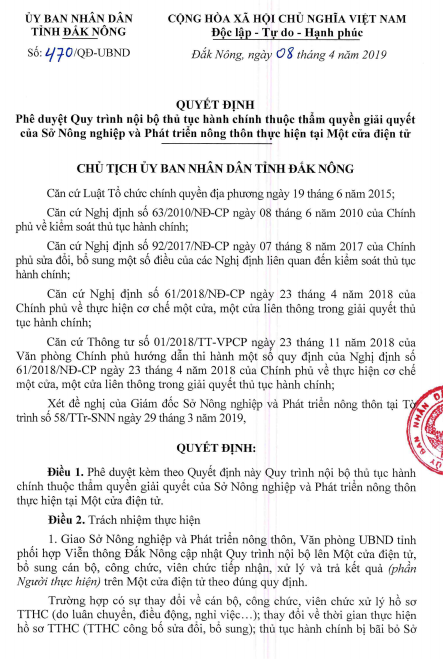 ỦY BAN NHÂN DÂN
TỈNH ĐẮK NÔNG
CỘNG HÒA XÃ HỘI CHỦ NGHĨA VIỆT NAM
Độc lập - Tự do - Hạnh phúc
Số: 470/QĐ-UBND
Đắk Nông, ngày 08 tháng 4 năm 2019
QUYẾT ĐỊNH
Phê duyệt Quy trình nội bộ thủ tục hành chính thuộc thẩm quyền giải quyết
của Sở Nông nghiệp và Phát triển nông thôn thực hiện tại Một cửa điện tử
CHỦ TỊCH ỦY BAN NHÂN DÂN TỈNH ĐẮK NÔNG
Căn cứ Luật Tổ chức chính quyền địa phương ngày 19 tháng 6 năm 2015;
Căn cứ Nghị định số 63/2010/NĐ-CP ngày 08 tháng 6 năm 2010 của Chính
phủ về kiểm soát thủ tục hành chính;
Căn cứ Nghị định số 92/2017/NĐ-CP ngày 07 tháng 8 năm 2017 của Chính
phủ sửa đổi, bổ sung một số điều của các Nghị định liên quan đến kiểm soát thủ tục
hành chính;
Căn cứ Nghị định số 61/2018/NĐ-CP ngày 23 tháng 4 năm 2018 của
Chính phủ về thực hiện cơ chế một cửa, một cửa liên thông trong giải quyết thủ
tục hành chính;
Căn cứ Thông tư số 01/2018/TT-VPCP ngày 23 tháng 11 năm 2018 của
Văn phòng Chính phủ hướng dẫn thi hành một số quy định của Nghị định số
61/2018/NĐ-CP ngày 23 tháng 4 năm 2018 của Chính phủ về thực hiện cơ chế
một cửa, một cửa liên thông trong giải quyết thủ tục hành chính;
Xét đề nghị của Giám đốc Sở Nông nghiệp và Phát triển nông thôn tại Tờ
trình số 58/TTr-SNN ngày 29 tháng 3 năm 2019,
QUYẾT ĐỊNH:
Điều 1. Phê duyệt kèm theo Quyết định này Quy trình nội bộ thủ tục hành
chính thuộc thẩm quyền giải quyết của Sở Nông nghiệp và Phát triển nông thôn
thực hiện tại Một cửa điện tử.
Điều 2. Trách nhiệm thực hiện
1. Giao Sở Nông nghiệp và Phát triển nông thôn, Văn phòng UBND tỉnh
phối hợp Viễn thông Đắk Nông cập nhật Quy trình nội bộ lên Một cửa điện tử,
bổ sung cán bộ, công chức, viên chức tiếp nhận, xử lý và trả kết quả (phần
Người thực hiện) trên Một cửa điện tử theo đúng quy định.
Trường hợp có sự thay đổi về cán bộ, công chức, viên chức xử lý hồ sơ
TTHC (do luân chuyển, điều động, nghỉ việc…); thay đổi về thời gian thực hiện
hồ sơ TTHC (TTHC công bố sửa đổi, bổ sung); thủ tục hành chính bị bãi bỏ Sở